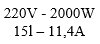 220V - 2000W
15l – 11,4A